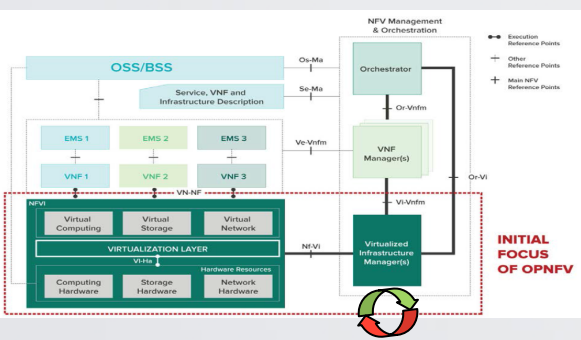 NFV Management
& Orchestration
Execution
Reference Points
Other
Reference Points
Main NFV
Reference Points
OSS/BSS
Os-Ma
Orchestrator
Service, VNF and
Infrastructure Description
Se-Ma
Or-Vnfm
EMS 1
EMS 2
EMS 3
Ve-Vnfm
VNF
Manager(s)
VNF 1
VNF 2
VNF 3
Or-Vi
VN-NF
Vi-Vnfm
NFVI
Virtual
Computing
Virtual
Storage
Virtual
Network
VIRTUALIZATION LAYER
Nf-Vi
Virtualized
Infrastructure
Manager(s)
INITIAL
FOCUS
OF OPNFV
VI-Ha
Hardware Resources
Computing
Hardware
Storage
Hardware
Network
Hardware